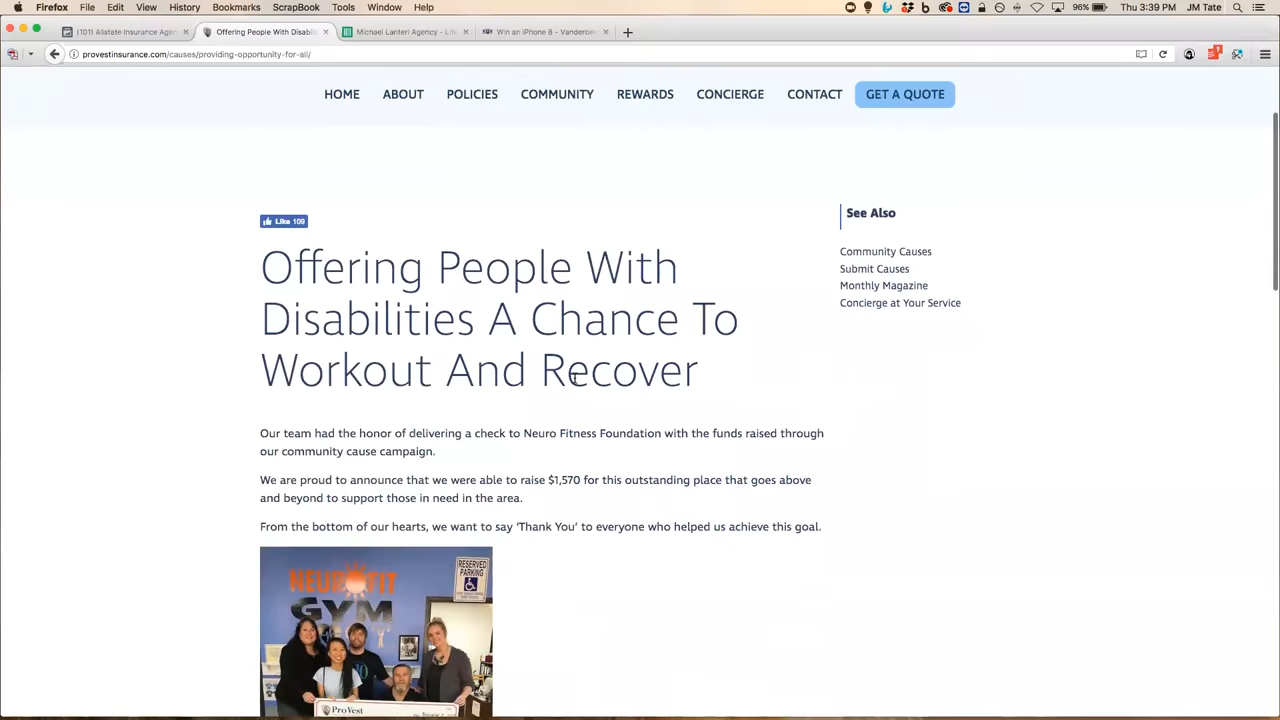 Firefox File Edit View History Bookmarks ScrapBook Tools Window Help 96% Thu 3:39 PM JM Tate
(101) Allstate Insurance Agen
Offering People With Disabili
Michael Lanteri Agency - Life
Win an iPhone 8 - Vanderbe
provestinsurance.com/causes/providing-opportunity-for-all/
HOME ABOUT POLICIES COMMUNITY REWARDS CONCIERGE CONTACT GET A QUOTE
Like 109
Offering People With
Disabilities A Chance To
Workout And Recover
See Also
Community Causes
Submit Causes
Monthly Magazine
Concierge at Your Service
Our team had the honor of delivering a check to Neuro Fitness Foundation with the funds raised through
our community cause campaign.
We are proud to announce that we were able to raise $1,570 for this outstanding place that goes above
and beyond to support those in need in the area.
From the bottom of our hearts, we want to say ‘Thank You’ to everyone who helped us achieve this goal.
NEUROFIT
GYM
RESERVED
PARKING
ProVest